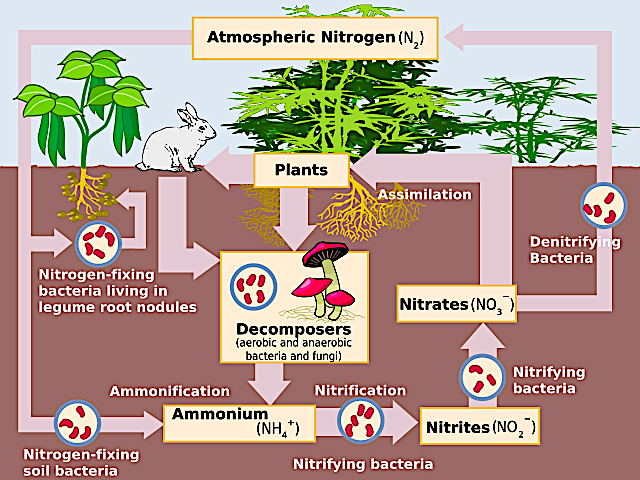 Atmospheric Nitrogen (N₂)
Plants
Assimilation
Denitrifying
Bacteria
Nitrogen-fixing
bacteria living in
legume root nodules
Decomposers
(aerobic and anaerobic
bacteria and fungi)
Nitrates (NO₃⁻)
Nitrifying
bacteria
Ammonification
Nitrification
Ammonium
(NH₄⁺)
Nitrites (NO₂⁻)
Nitrogen-fixing
soil bacteria
Nitrifying bacteria